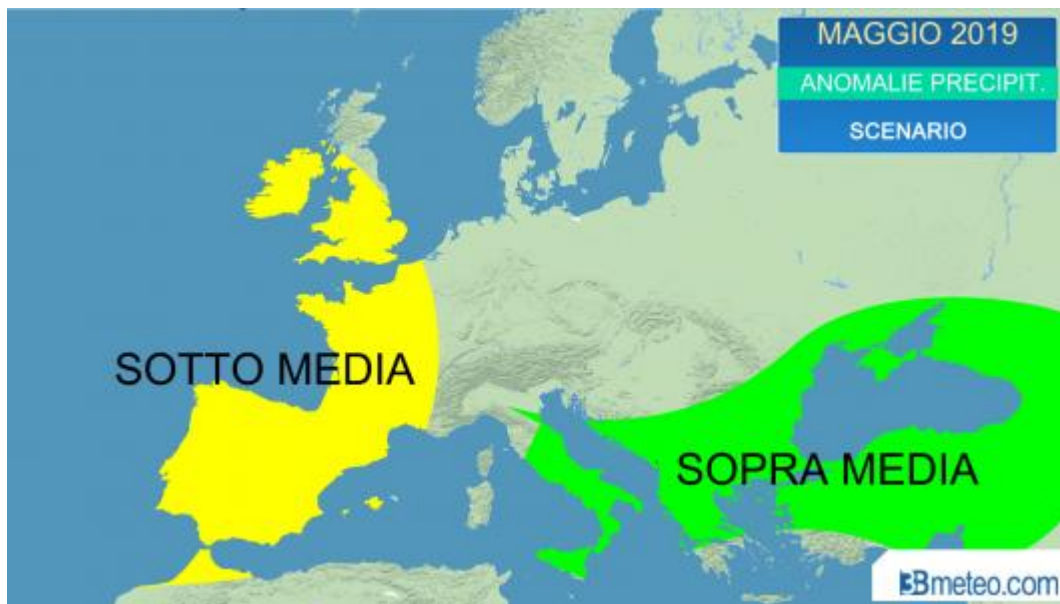 MAGGIO 2019
ANOMALIE PRECIPIT.
SCENARIO
SOTTO MEDIA
SOPRA MEDIA
3Bmeteo.com